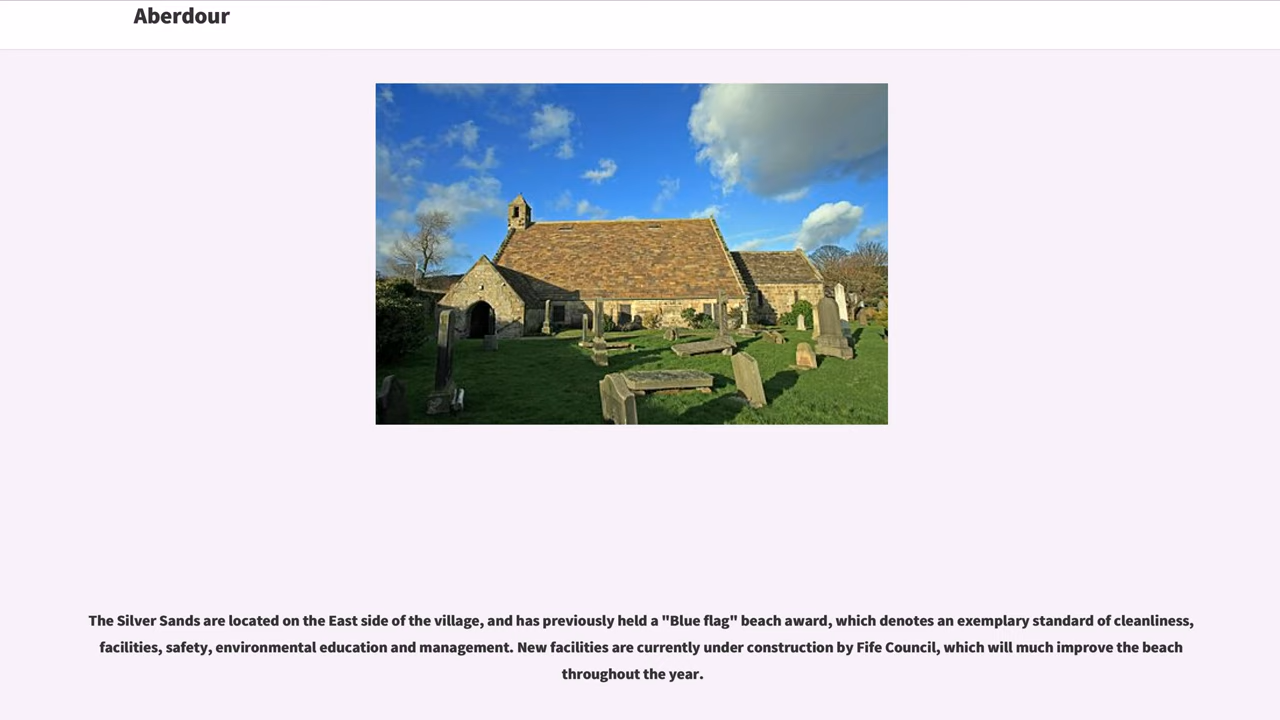 Aberdour
The Silver Sands are located on the East side of the village, and has previously held a "Blue flag" beach award, which denotes an exemplary standard of cleanliness,
facilities, safety, environmental education and management. New facilities are currently under construction by Fife Council, which will much improve the beach
throughout the year.